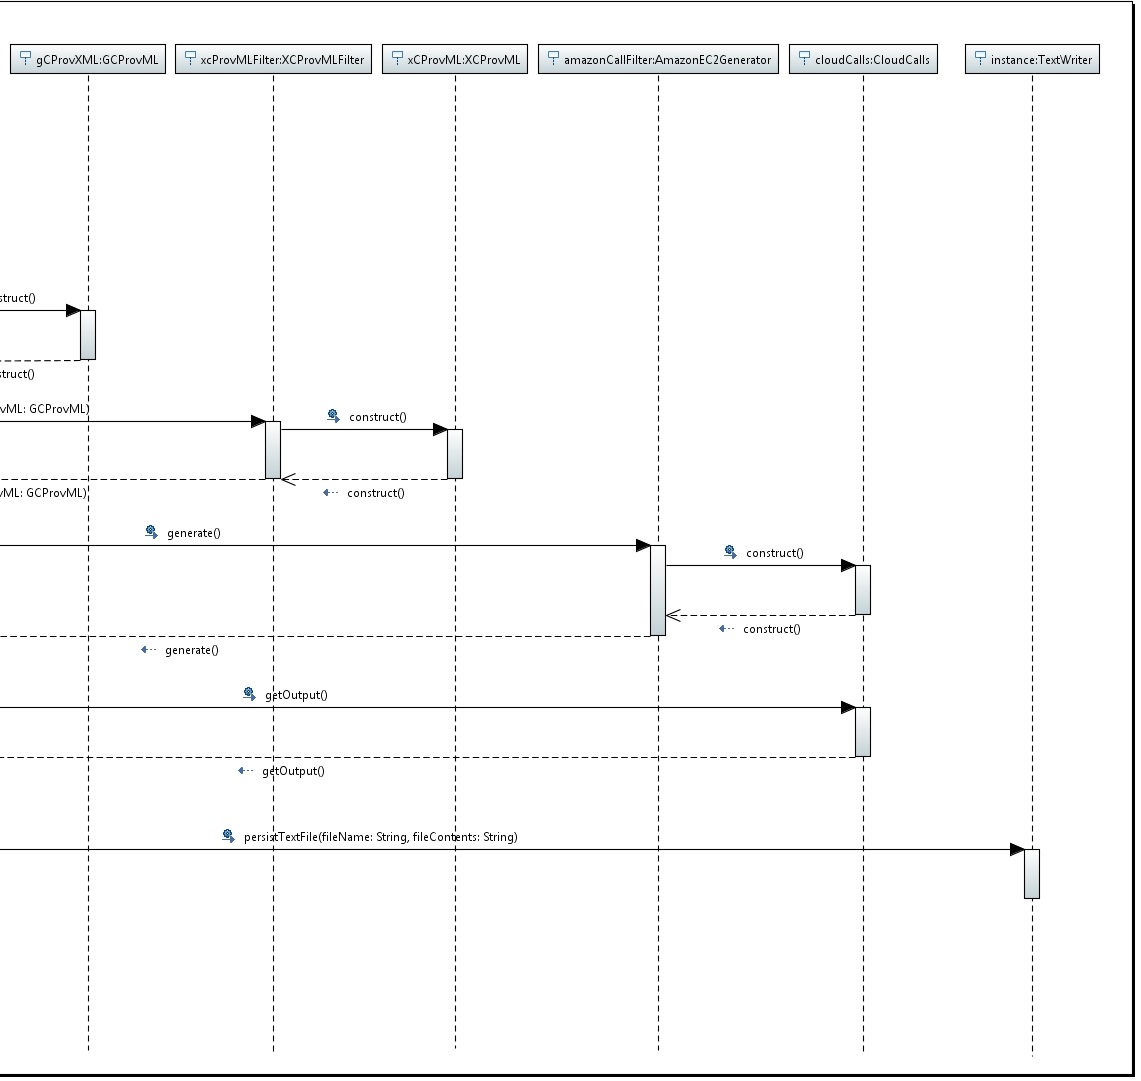 gCProvXML:GCProvML
xcProvMLFilter:XCProvMLFilter
xCProvML:XCProvML
amazonCallFilter:AmazonEC2Generator
cloudCalls:CloudCalls
instance:TextWriter
struct()
struct()
vML: GCProvML)
construct()
vML: GCProvML)
construct()
generate()
construct()
construct()
generate()
getOutput()
getOutput()
persistTextFile(fileName: String, fileContents: String)